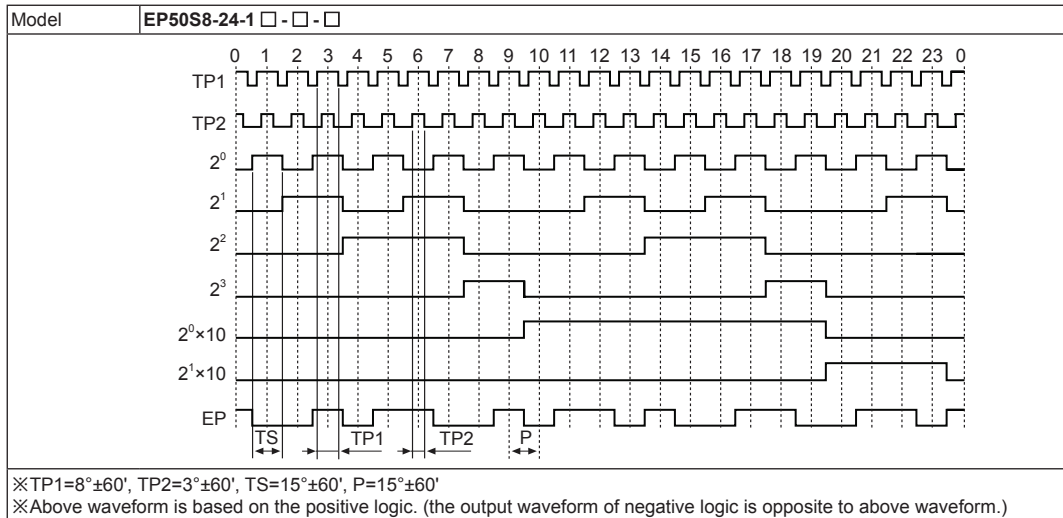 Model EP50S8-24-1 □ - □ - □
0 1 2 3 4 5 6 7 8 9 10 11 12 13 14 15 16 17 18 19 20 21 22 23 0
TP1
TP2
2⁰
2¹
2²
2³
2⁰×10
2¹×10
EP
TS TP1 TP2 P
※TP1=8°±60', TP2=3°±60', TS=15°±60', P=15°±60'
※Above waveform is based on the positive logic. (the output waveform of negative logic is opposite to above waveform.)